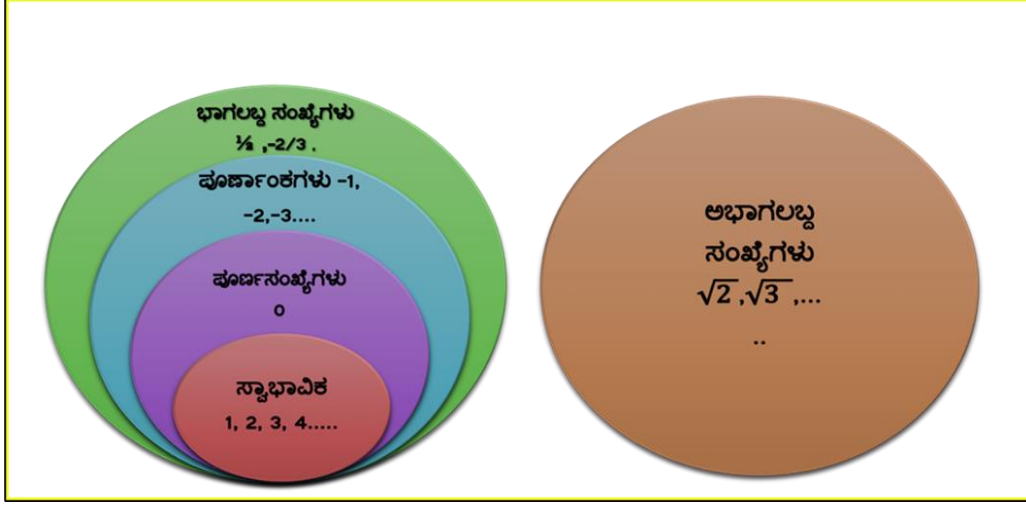 ಭಾಗಲಬ್ದ ಸಂಖ್ಯೆಗಳು
½ ,-2/3 .
ಪೂರ್ಣಾಂಕಗಳು -1,
-2,-3....
ಪೂರ್ಣಸಂಖ್ಯೆಗಳು
0
ಸ್ವಾಭಾವಿಕ
1, 2, 3, 4.....
ಅಭಾಗಲಬ್ದ
ಸಂಖ್ಯೆಗಳು
√2 ,√3 ,...
..